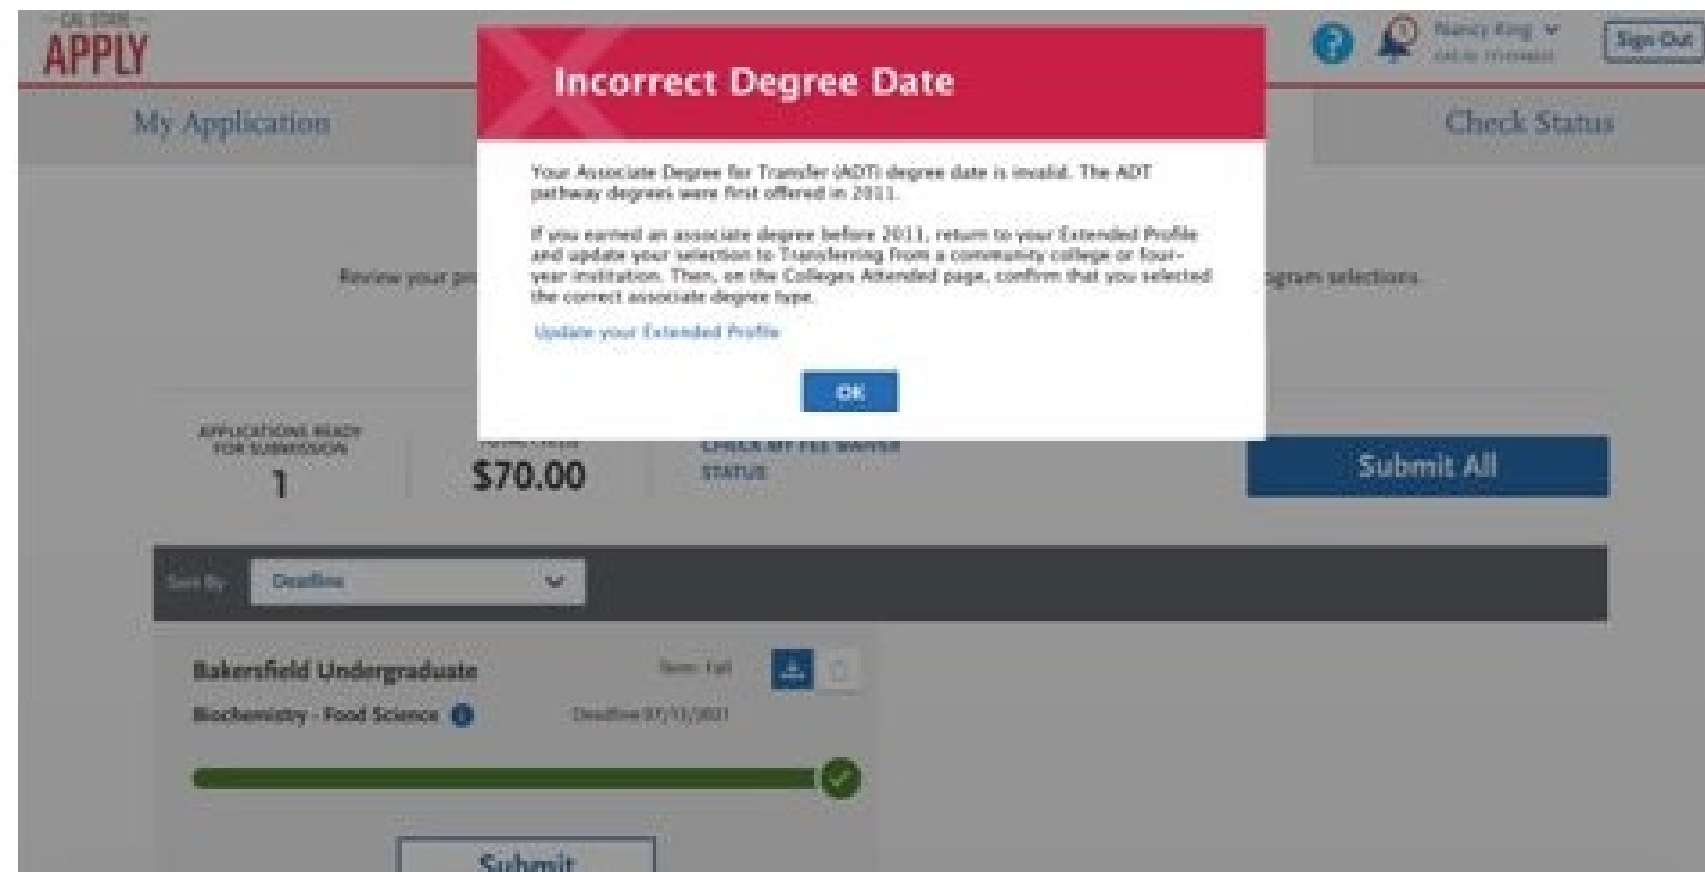 CAL STATE
APPLY
Nancy King
Sign Out
My Application
Check Status
Incorrect Degree Date
Your Associate Degree for Transfer (ADT) degree date is invalid. The ADT
pathway degrees were first offered in 2011.
If you earned an associate degree before 2011, return to your Extended Profile
and update your selection to Transferring from a community college or four-
year institution. Then, on the Colleges Attended page, confirm that you selected
the correct associate degree type.
Update your Extended Profile
OK
Review your
program selections.
APPLICATIONS READY
FOR SUBMISSION
1
$70.00
CHECK MY FEE WAIVER
STATUS
Submit All
Sort By
Deadline
Bakersfield Undergraduate
Term: Fall
Biochemistry - Food Science
Deadline
Submit